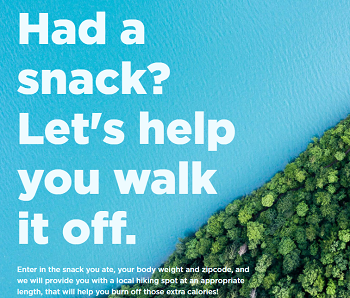 Had a
snack?
Let's help
you walk
it off.
Enter in the snack you ate, your body weight and zipcode, and
we will provide you with a local hiking spot at an appropriate
length, that will help you burn off those extra calories!